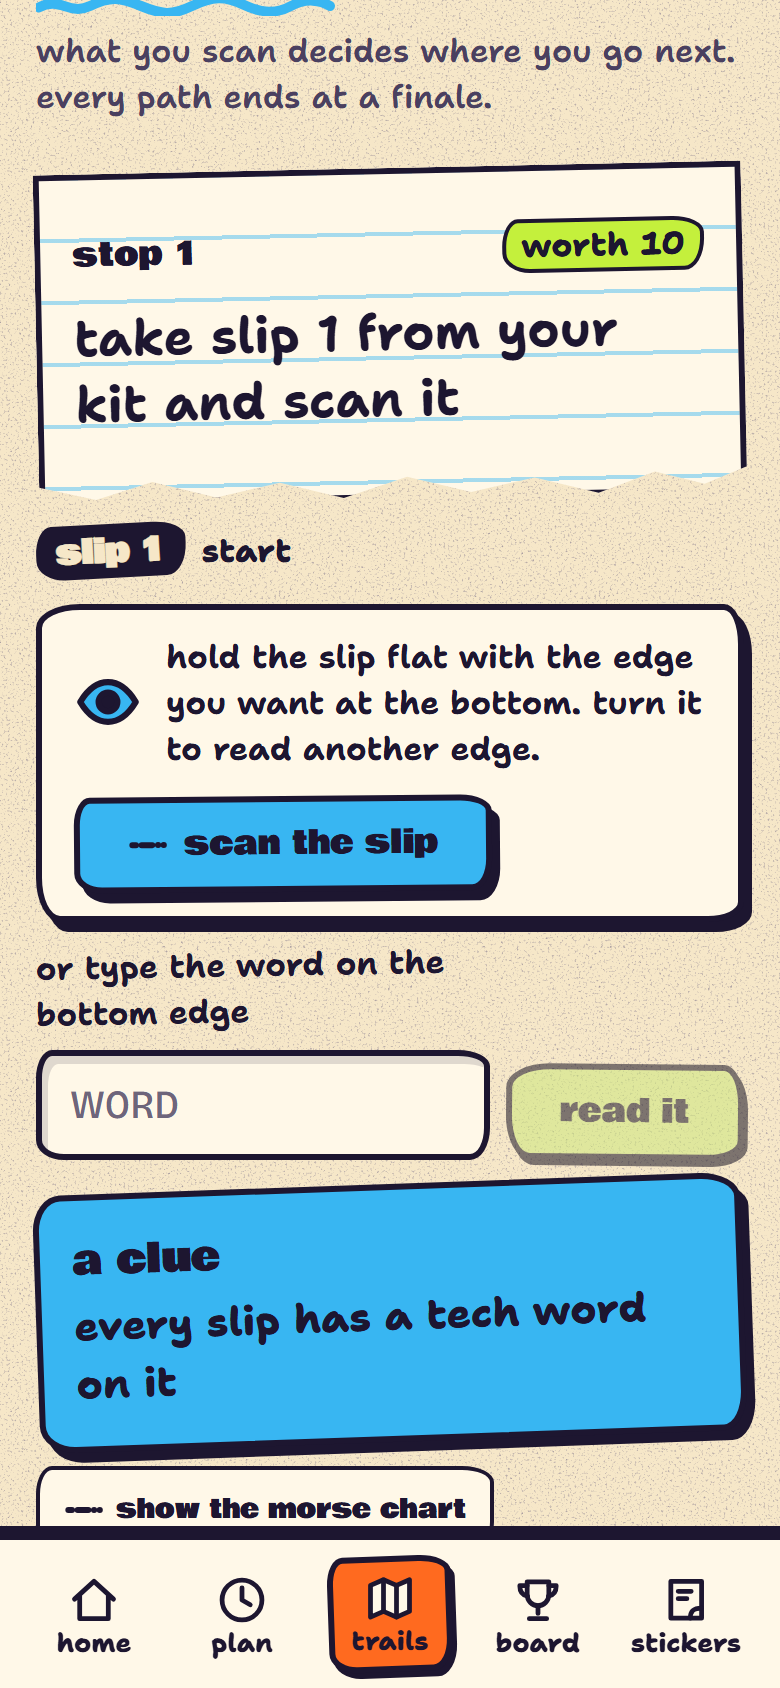 what you scan decides where you go next.
every path ends at a finale.
stop 1
worth 10
take slip 1 from your
kit and scan it
slip 1 start
hold the slip flat with the edge
you want at the bottom. turn it
to read another edge.
scan the slip
or type the word on the
bottom edge
WORD
read it
a clue
every slip has a tech word
on it
show the morse chart
home
plan
trails
board
stickers